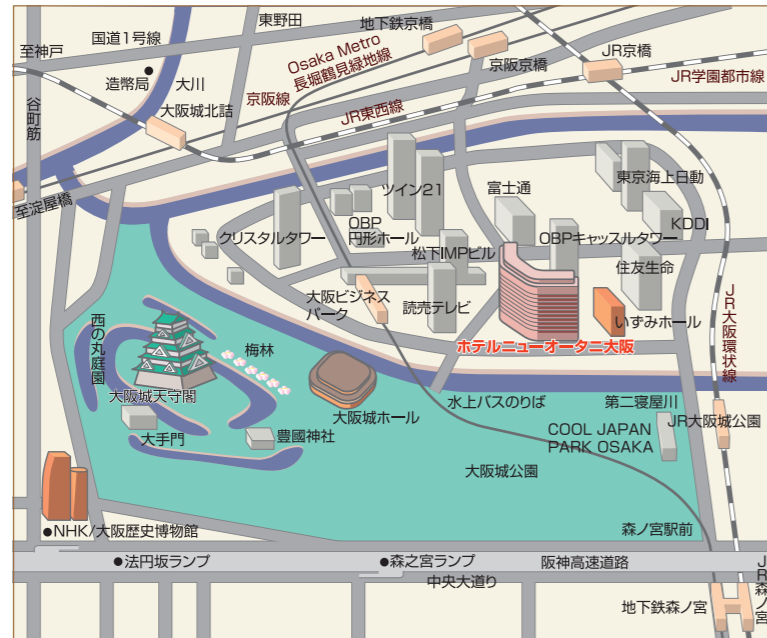 東野田
地下鉄京橋
国道1号線
至神戸
Osaka Metro
長堀鶴見緑地線
JR京橋
造幣局
大川
京阪京橋
JR学園都市線
京阪線
大阪城北詰
JR東西線
谷町筋
至淀屋橋
ツイン21
東京海上日動
富士通
KDDI
クリスタルタワー
OBP
円形ホール
松下IMPビル
OBPキャッスルタワー
住友生命
大阪ビジネス
パーク
読売テレビ
いずみホール
JR大阪環状線
ホテルニューオータニ大阪
西の丸庭園
梅林
大阪城天守閣
大阪城ホール
水上バスのりば
第二寝屋川
大手門
豊國神社
COOL JAPAN
PARK OSAKA
JR大阪城公園
大阪城公園
NHK/大阪歴史博物館
森ノ宮駅前
法円坂ランプ
森之宮ランプ
阪神高速道路
中央大通り
地下鉄森ノ宮
JR森ノ宮